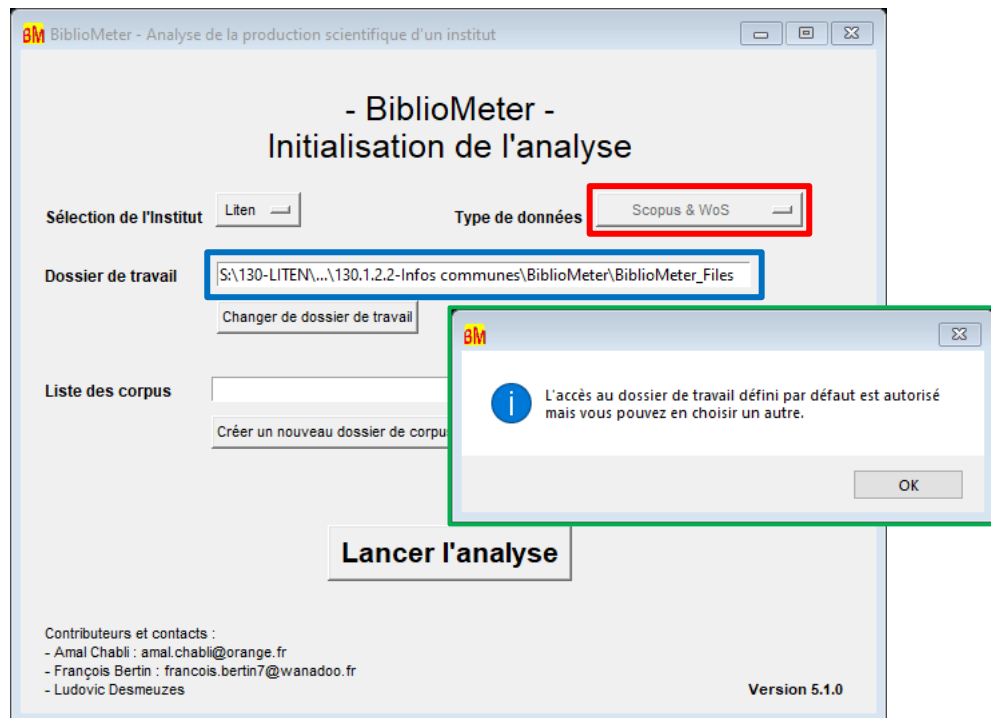 BM BiblioMeter - Analyse de la production scientifique d'un institut
- BiblioMeter -
Initialisation de l'analyse
Sélection de l'Institut Liten Type de données Scopus & WoS
Dossier de travail S:\130-LITEN\...\130.1.2.2-Infos communes\BiblioMeter\BiblioMeter_Files
Changer de dossier de travail
BM
Liste des corpus
L'accès au dossier de travail défini par défaut est autorisé
mais vous pouvez en choisir un autre.
Créer un nouveau dossier de corpu
OK
Lancer l'analyse
Contributeurs et contacts :
- Amal Chabli : amal.chabli@orange.fr
- François Bertin : francois.bertin7@wanadoo.fr
- Ludovic Desmeuzes
Version 5.1.0